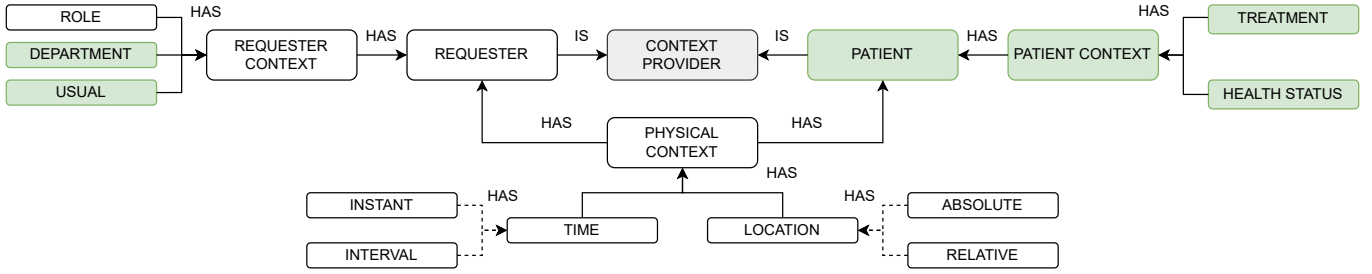 ROLE
HAS
HAS
TREATMENT
DEPARTMENT
REQUESTER
CONTEXT
HAS
REQUESTER
IS
CONTEXT
PROVIDER
IS
PATIENT
HAS
PATIENT CONTEXT
USUAL
HEALTH STATUS
HAS
PHYSICAL
CONTEXT
HAS
HAS
INSTANT
HAS
HAS
ABSOLUTE
TIME
LOCATION
INTERVAL
RELATIVE